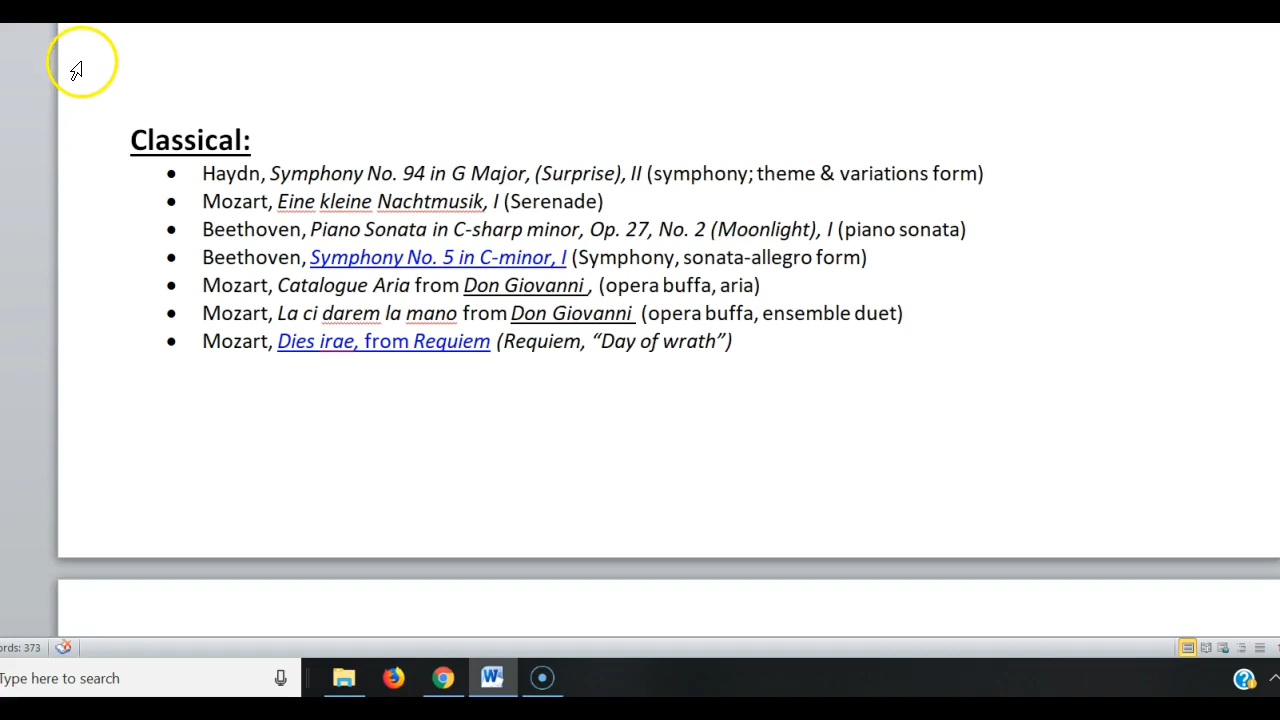 Classical:
• Haydn, Symphony No. 94 in G Major, (Surprise), II (symphony; theme & variations form)
• Mozart, Eine kleine Nachtmusik, I (Serenade)
• Beethoven, Piano Sonata in C-sharp minor, Op. 27, No. 2 (Moonlight), I (piano sonata)
• Beethoven, Symphony No. 5 in C-minor, I (Symphony, sonata-allegro form)
• Mozart, Catalogue Aria from Don Giovanni , (opera buffa, aria)
• Mozart, La ci darem la mano from Don Giovanni  (opera buffa, ensemble duet)
• Mozart, Dies irae, from Requiem (Requiem, “Day of wrath”)
ords: 373
Type here to search